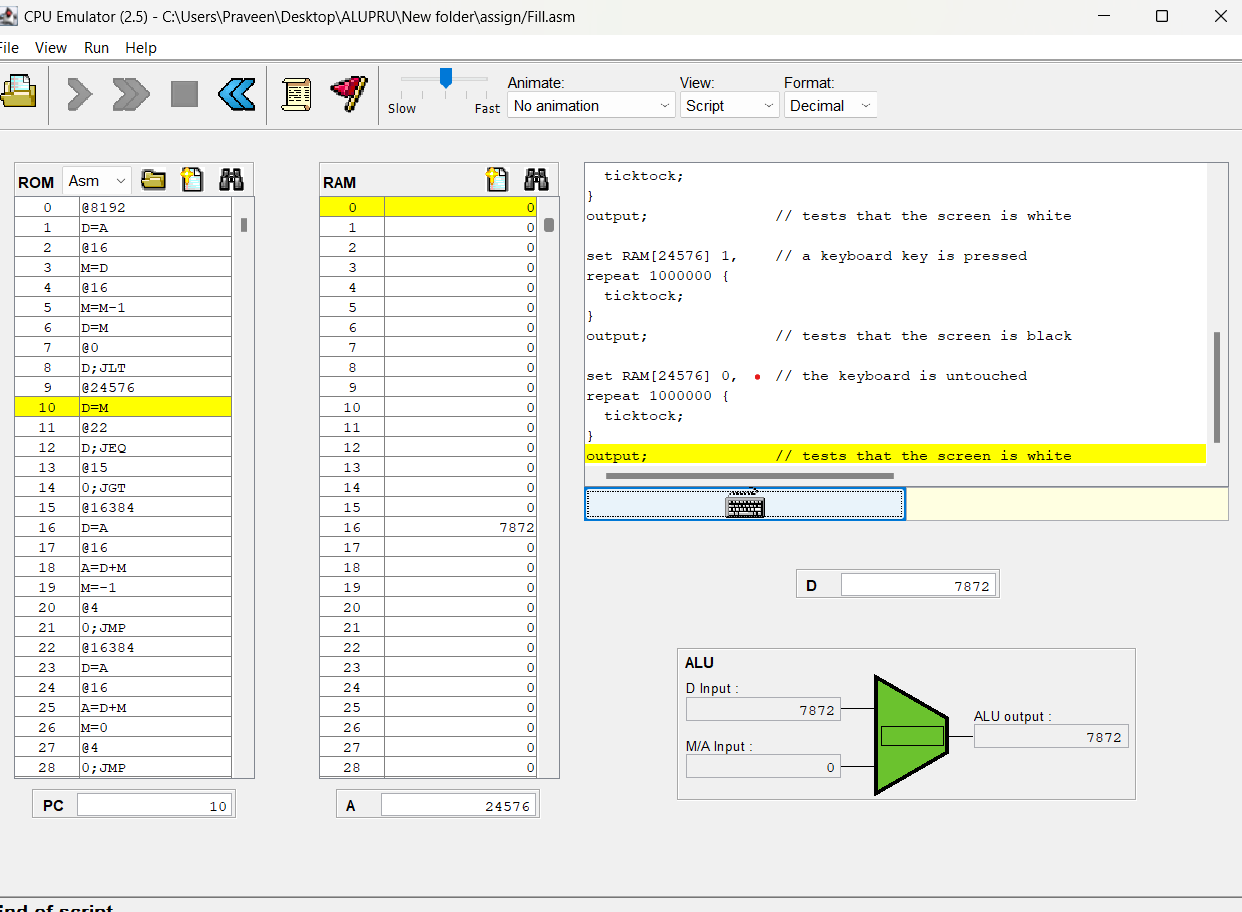 CPU Emulator (2.5) - C:\Users\Praveen\Desktop\ALUPRU\New folder\assign/Fill.asm
File View Run Help
Slow Fast
Animate: View: Format:
No animation Script Decimal
ROM Asm
0 @8192
1 D=A
2 @16
3 M=D
4 @16
5 M=M-1
6 D=M
7 @0
8 D;JLT
9 @24576
10 D=M
11 @22
12 D;JEQ
13 @15
14 0;JGT
15 @16384
16 D=A
17 @16
18 A=D+M
19 M=-1
20 @4
21 0;JMP
22 @16384
23 D=A
24 @16
25 A=D+M
26 M=0
27 @4
28 0;JMP
PC 10
RAM
0 0
1 0
2 0
3 0
4 0
5 0
6 0
7 0
8 0
9 0
10 0
11 0
12 0
13 0
14 0
15 0
16 7872
17 0
18 0
19 0
20 0
21 0
22 0
23 0
24 0
25 0
26 0
27 0
28 0
A 24576
ticktock;
}
output; // tests that the screen is white
set RAM[24576] 1, // a keyboard key is pressed
repeat 1000000 {
ticktock;
}
output; // tests that the screen is black
set RAM[24576] 0, // the keyboard is untouched
repeat 1000000 {
ticktock;
}
output; // tests that the screen is white
D 7872
ALU
D Input :
7872
M/A Input :
0
ALU output :
7872
End of script